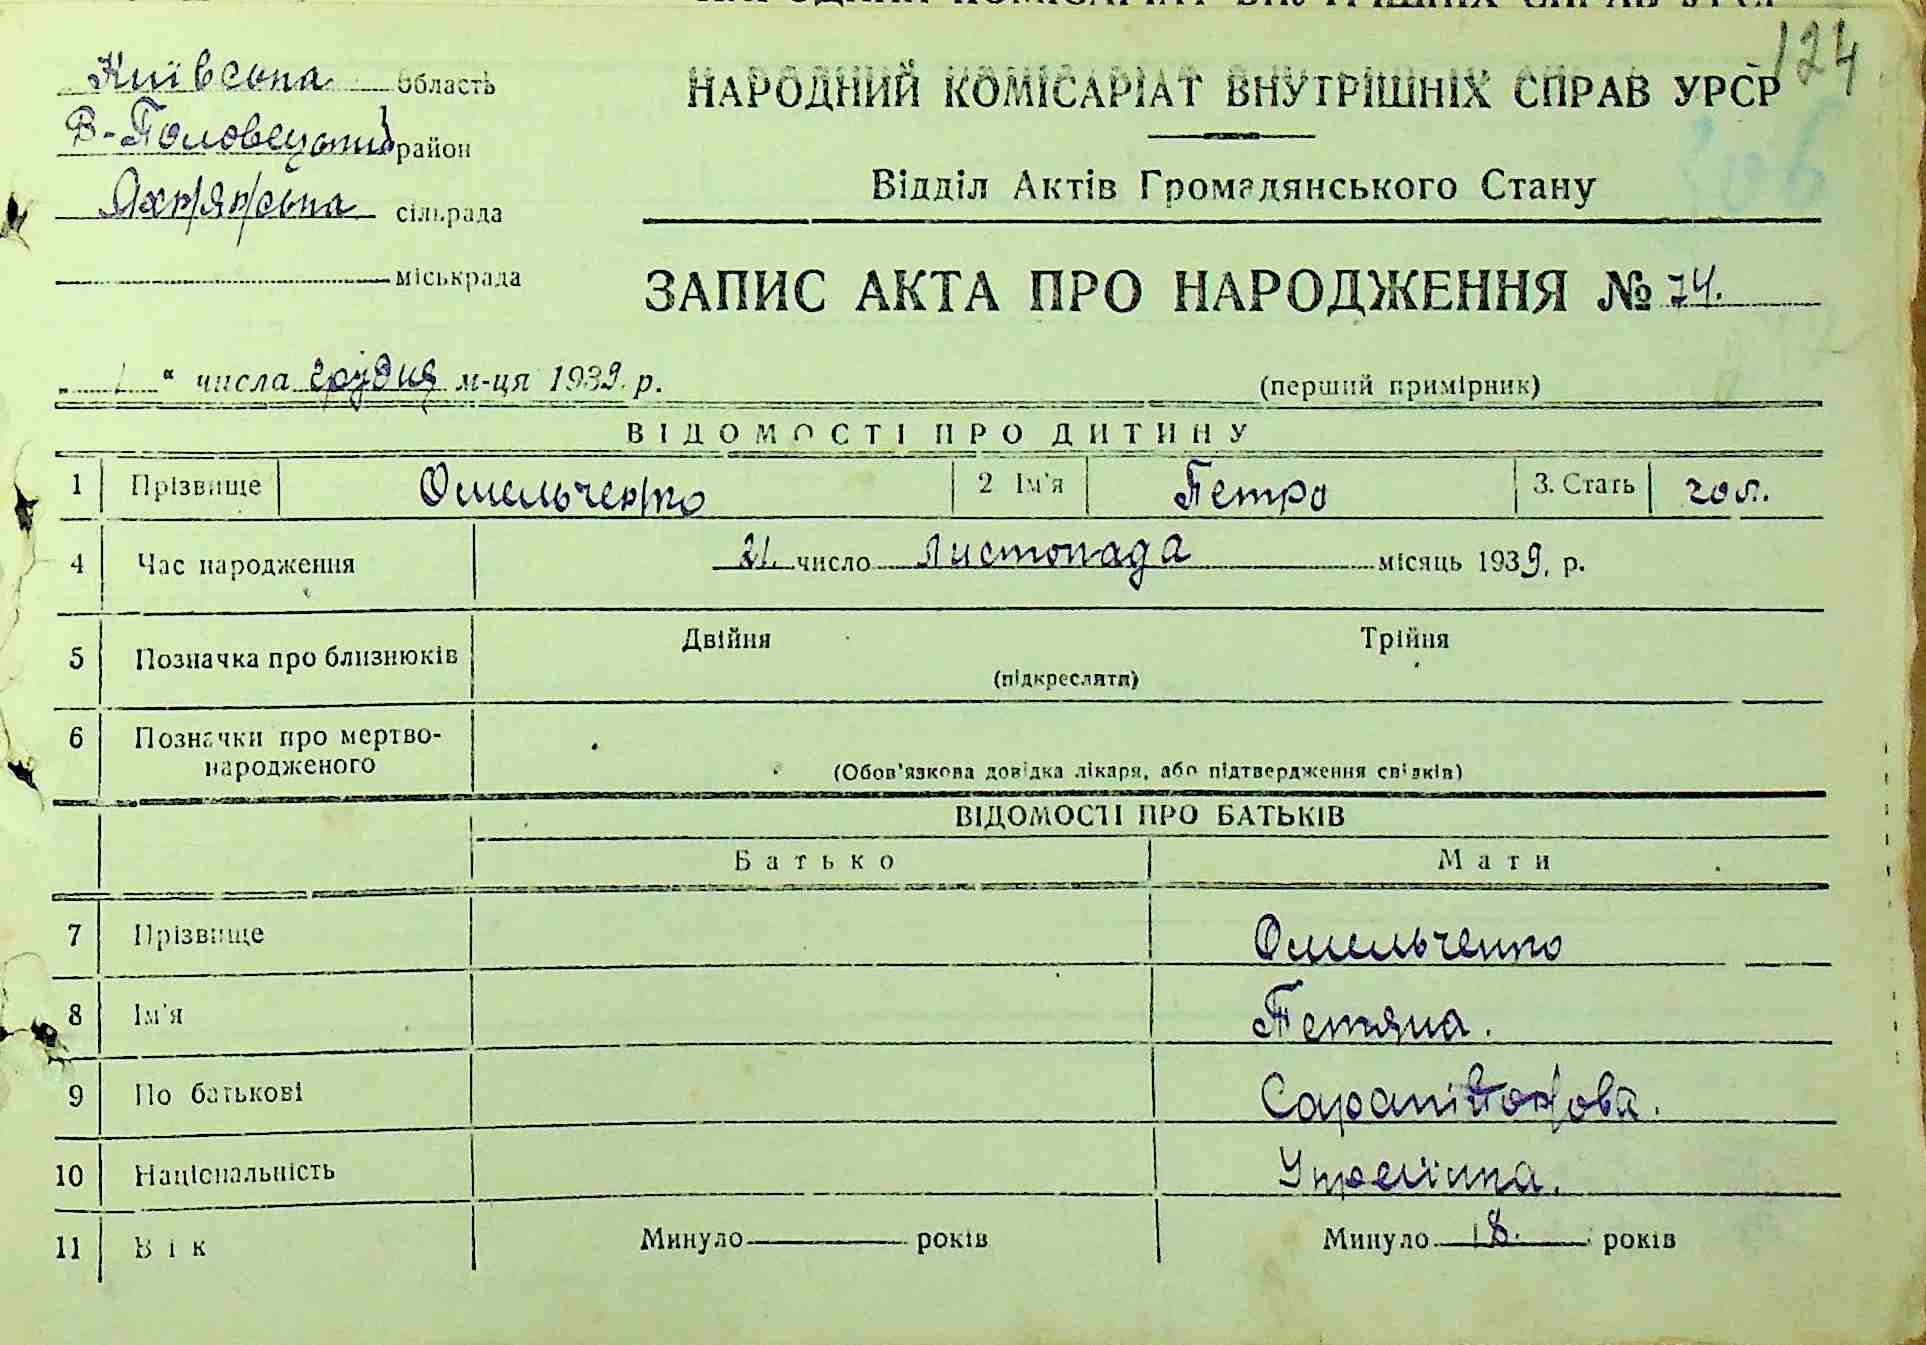 124
Київська область
В-Половецький район
сільрада
міськрада
НАРОДНИЙ КОМІСАРІАТ ВНУТРІШНІХ СПРАВ УРСР
Відділ Актів Громадянського Стану
ЗАПИС АКТА ПРО НАРОДЖЕННЯ № 74.
„ 1 “ числа грудня м-ця 1939. р.
(перший примірник)
ВІДОМОСТІ ПРО ДИТИНУ
1 Прізвище Омельченко 2 Ім'я Петро 3. Стать чол.
4 Час народження 21. число Листопада місяць 1939. р.
5 Позначка про близнюків Двійня Трійня
(підкреслити)
6 Позначки про мертво-
народженого
(Обов'язкова довідка лікаря, або підтвердження свідків)
ВІДОМОСТІ ПРО БАТЬКІВ
Батько Мати
7 Прізвище Омельченко
8 Ім'я Тетяна.
9 По батькові
10 Національність Українка.
11 Вік Минуло років Минуло 18. років